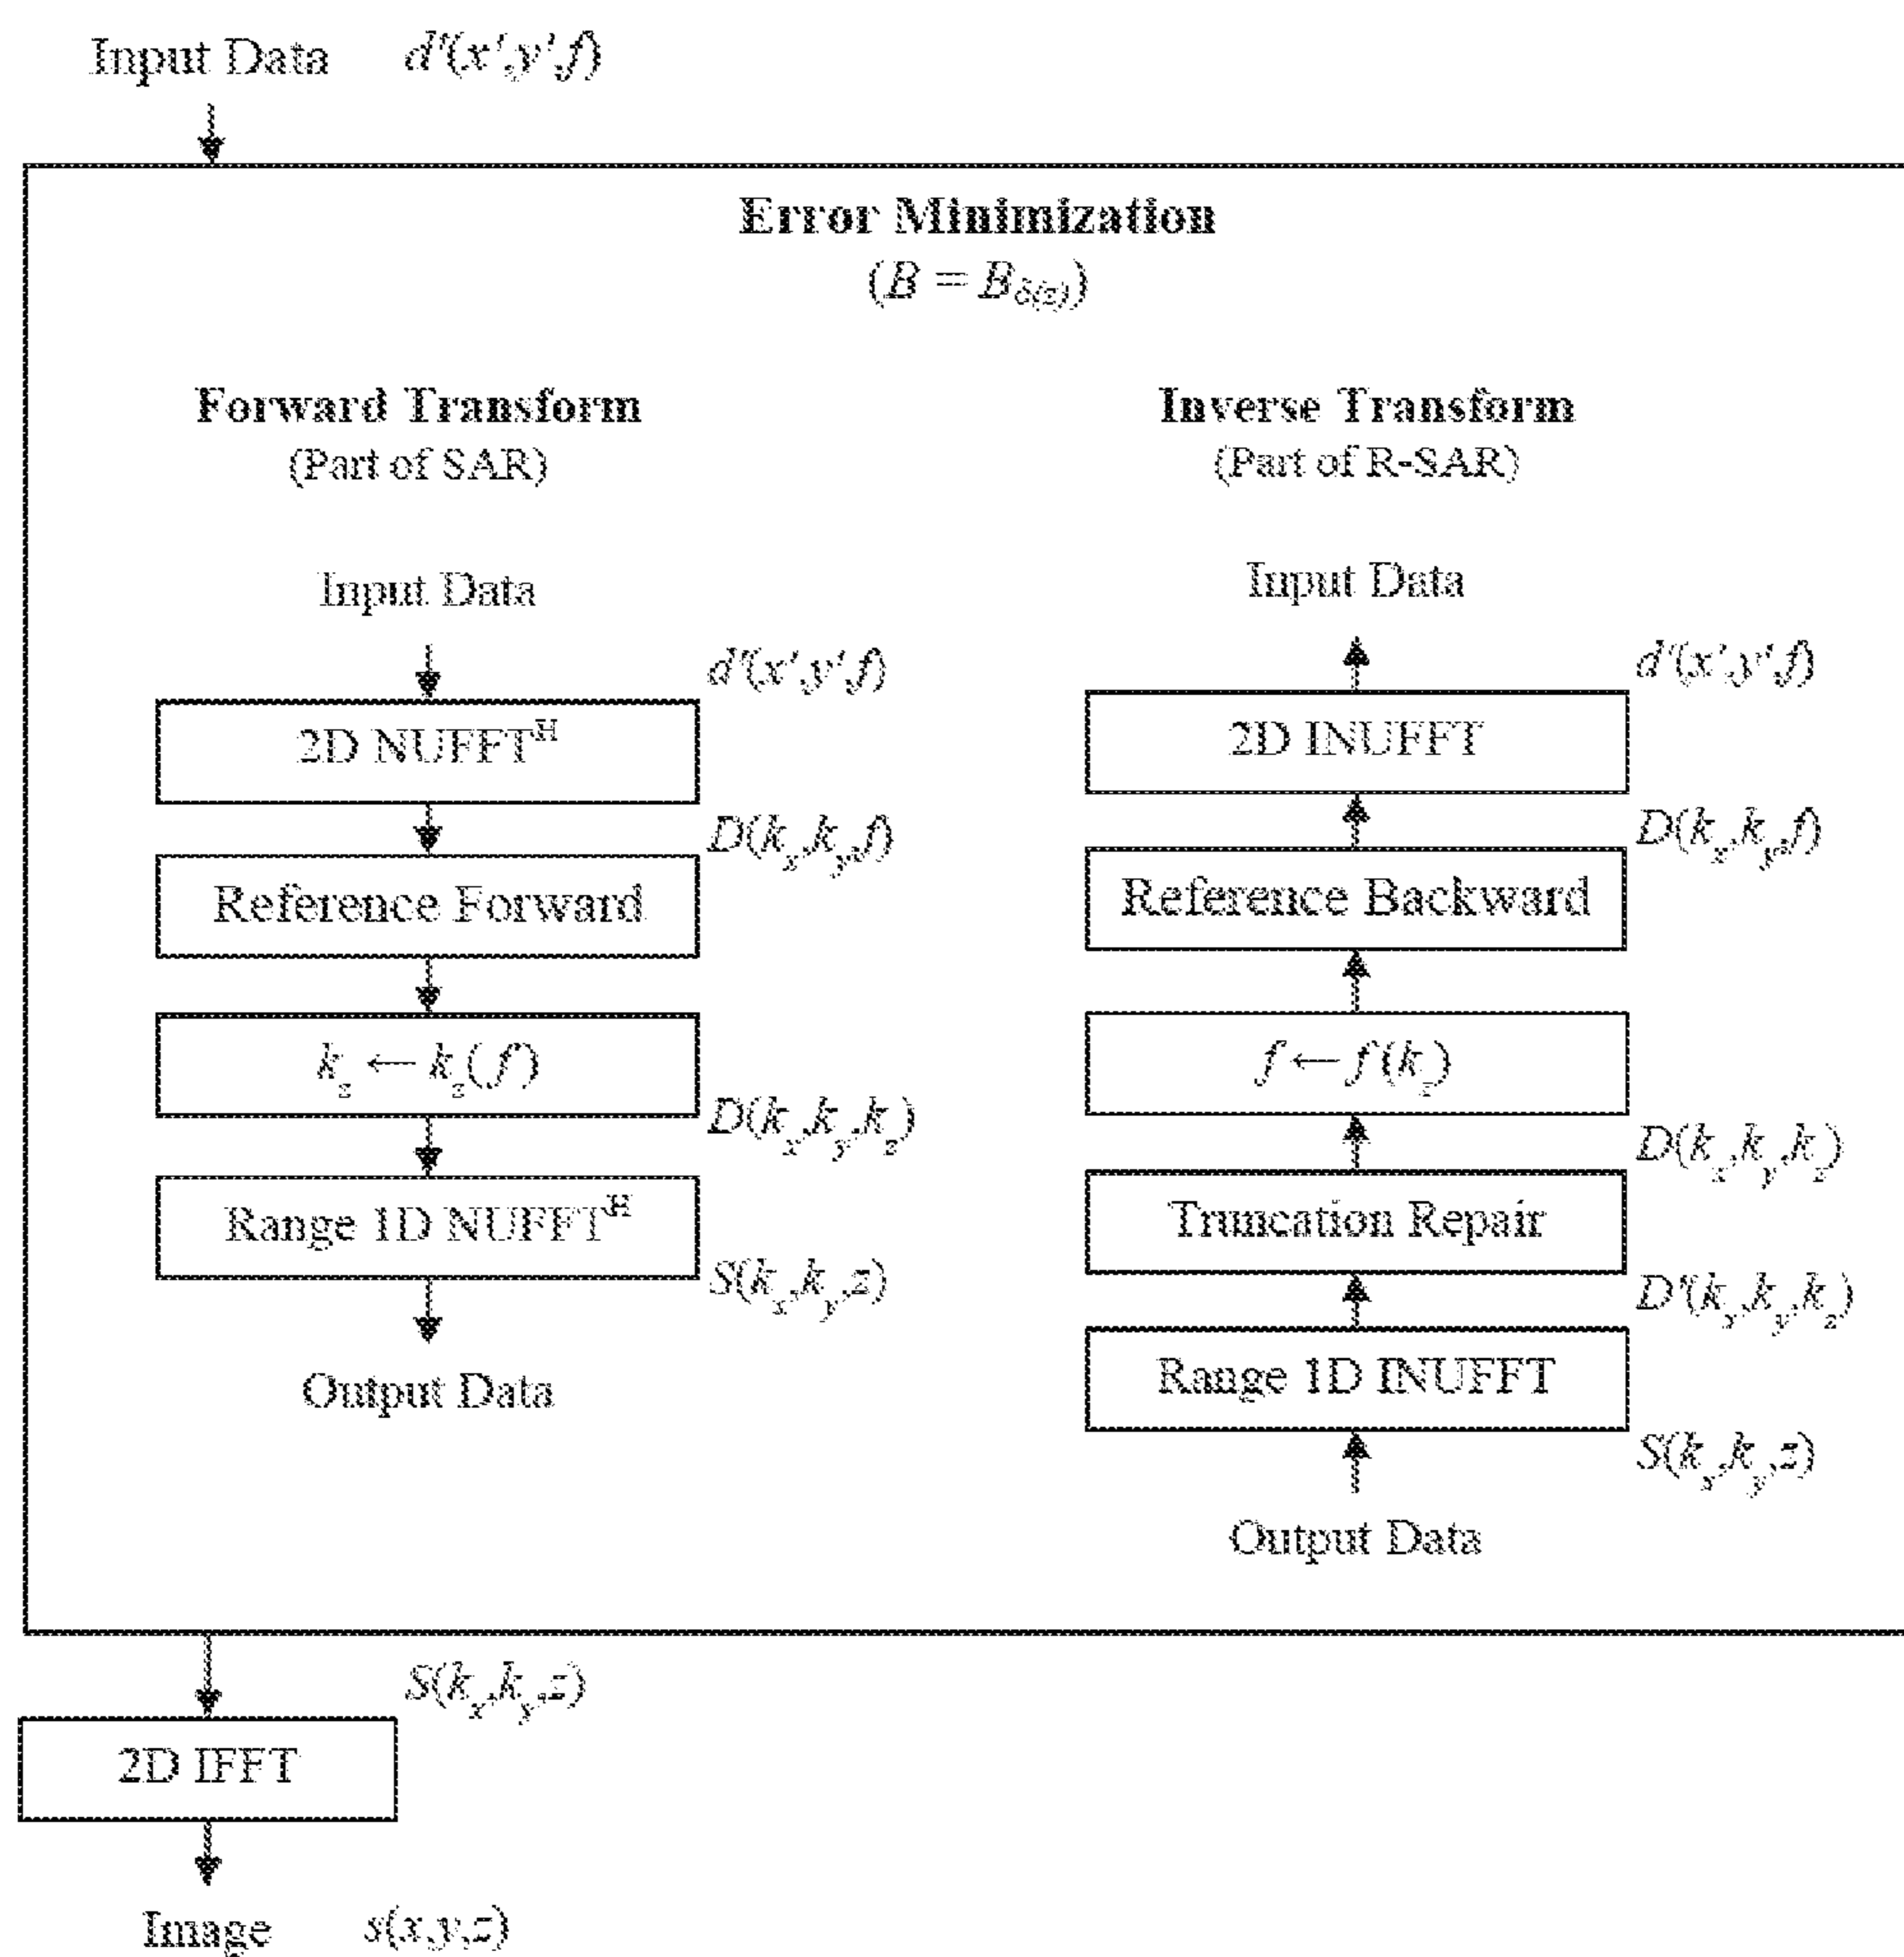 Input Data d'(x',y',f)
Error Minimization
(B = B_δ(z))
Forward Transform
(Part of SAR)
Input Data
d'(x',y',f)
2D NUFFT^H
D(k_x,k_y,f)
Reference Forward
k_z ← k_z(f)
D(k_x,k_y,k_z)
Range 1D NUFFT^H
S(k_x,k_y,z)
Output Data
Inverse Transform
(Part of R-SAR)
Input Data
d'(x',y',f)
2D INUFFT
D(k_x,k_y,f)
Reference Backward
f ← f(k_z)
D(k_x,k_y,k_z)
Truncation Repair
D'(k_x,k_y,k_z)
Range 1D INUFFT
S(k_x,k_y,z)
Output Data
S(k_x,k_y,z)
2D IFFT
Image s(x,y,z)